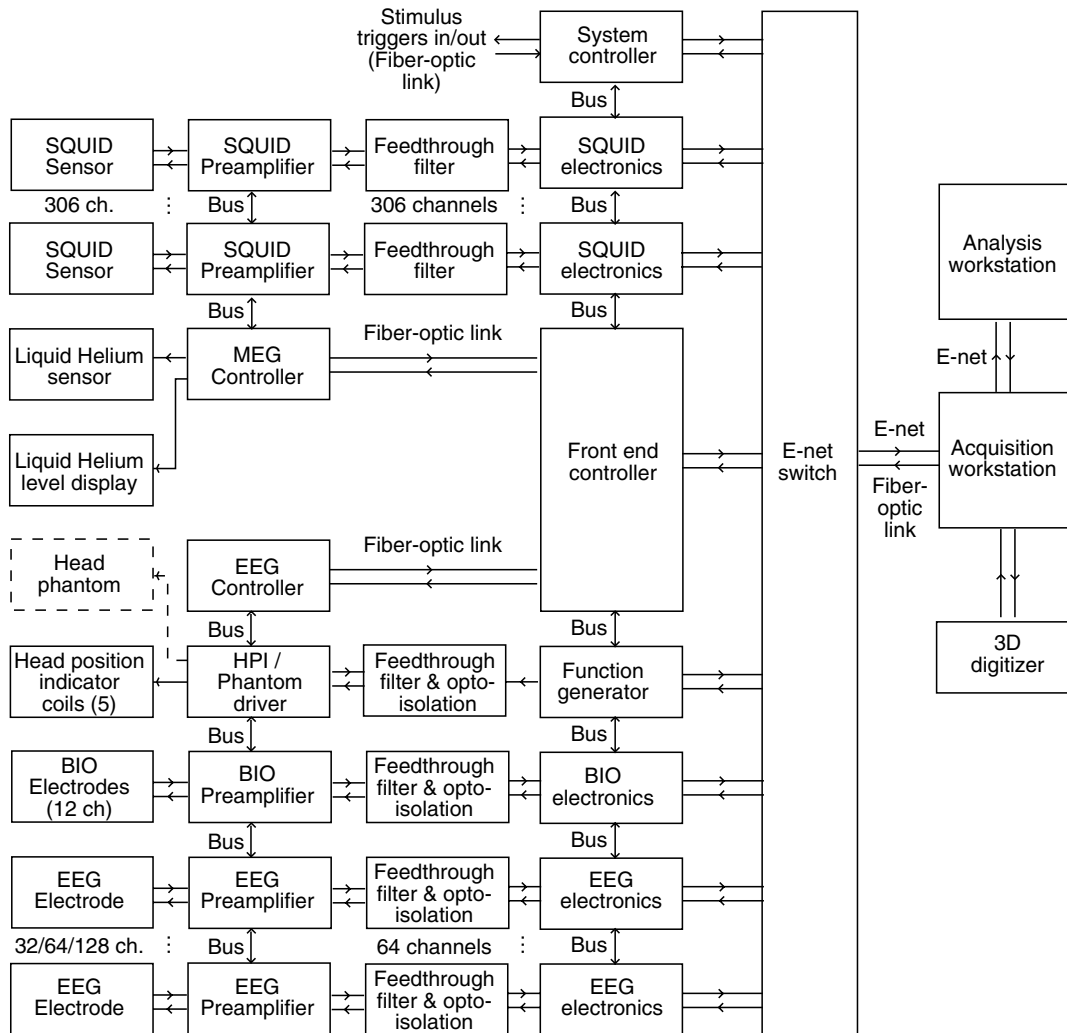 Stimulus
triggers in/out
(Fiber-optic
link)
System
controller
Bus
SQUID
Sensor
SQUID
Preamplifier
Feedthrough
filter
SQUID
electronics
306 ch.
Bus
306 channels
Bus
SQUID
Sensor
SQUID
Preamplifier
Feedthrough
filter
SQUID
electronics
Bus
Bus
Liquid Helium
sensor
MEG
Controller
Fiber-optic link
Liquid Helium
level display
Front end
controller
E-net
switch
E-net
Fiber-
optic
link
Analysis
workstation
E-net
Acquisition
workstation
3D
digitizer
Head
phantom
EEG
Controller
Fiber-optic link
Bus
Bus
Head position
indicator
coils (5)
HPI /
Phantom
driver
Feedthrough
filter & opto-
isolation
Function
generator
Bus
Bus
BIO
Electrodes
(12 ch)
BIO
Preamplifier
Feedthrough
filter & opto-
isolation
BIO
electronics
Bus
Bus
EEG
Electrode
EEG
Preamplifier
Feedthrough
filter & opto-
isolation
EEG
electronics
32/64/128 ch.
Bus
64 channels
Bus
EEG
Electrode
EEG
Preamplifier
Feedthrough
filter & opto-
isolation
EEG
electronics